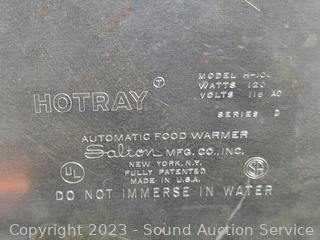 HOTRAY T
MODEL
WATTS 120
VOLTS 115 AC
SERIES D
AUTOMATIC FOOD WARMER
Salton MFG. CO., INC.
NEW YORK, N.Y.
FULLY PATENTED
MADE IN U.S.A.
UL
DO NOT IMMERSE IN WATER
Copyright 2023 - Sound Auction Service